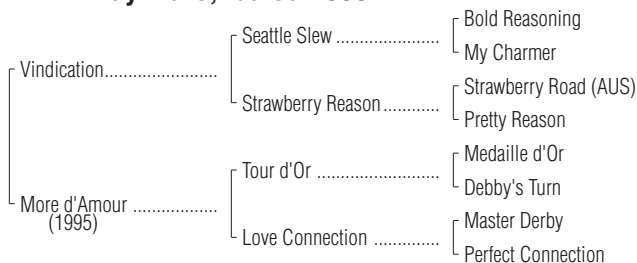 Bold Reasoning
Seattle Slew ........................
My Charmer
Vindication..........................
Strawberry Road (AUS)
Strawberry Reason.............
Pretty Reason
Medaille d'Or
Tour d'Or ............................
Debby's Turn
More d'Amour ...................
(1995)
Master Derby
Love Connection ...............
Perfect Connection